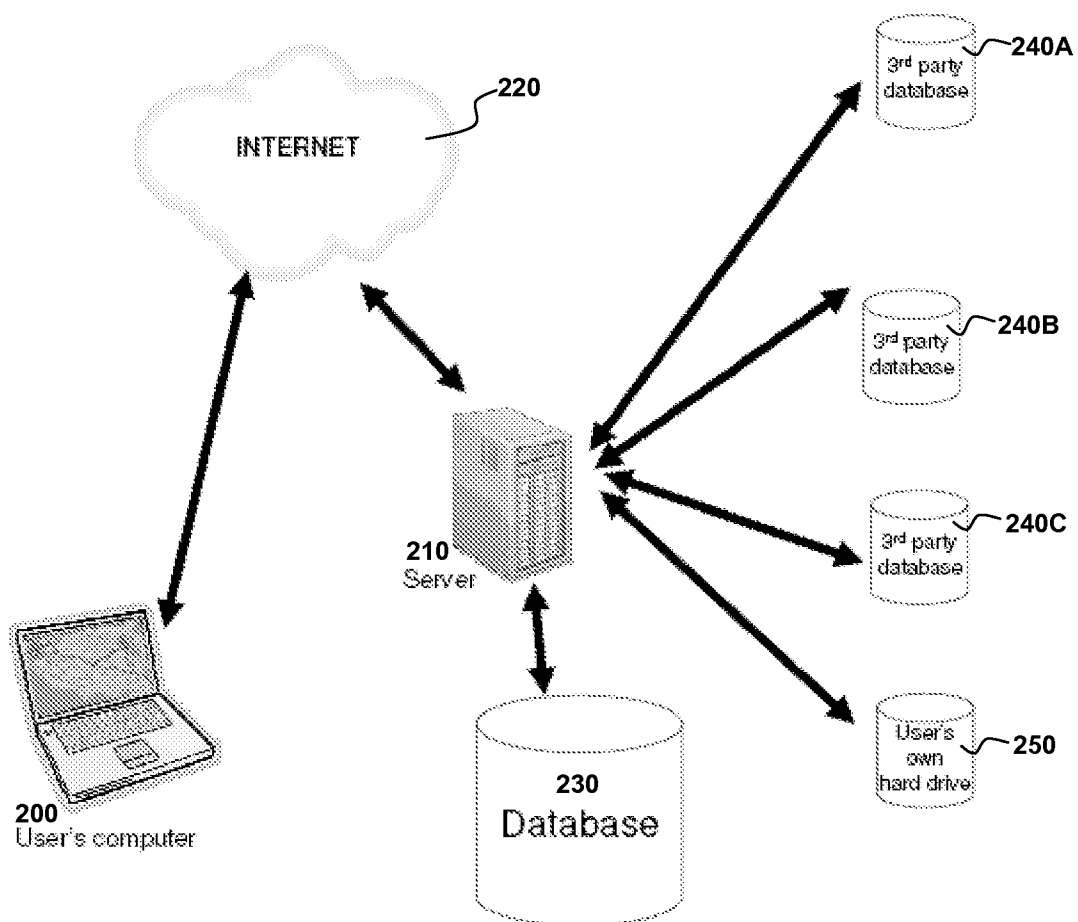 240A
3rd party
database
220
INTERNET
240B
3rd party
database
240C
3rd party
database
210
Server
User's
own
hard drive
250
230
Database
200
User's computer